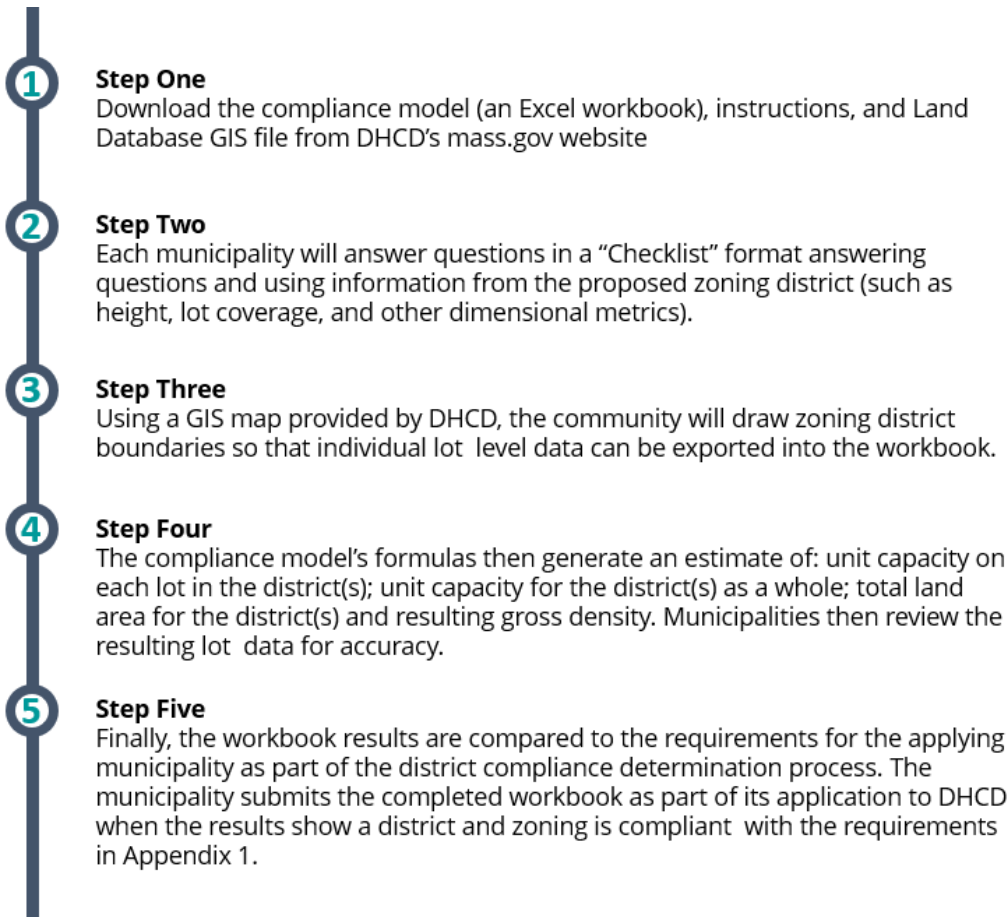 1
Step One
Download the compliance model (an Excel workbook), instructions, and Land
Database GIS file from DHCD's mass.gov website
2
Step Two
Each municipality will answer questions in a “Checklist” format answering
questions and using information from the proposed zoning district (such as
height, lot coverage, and other dimensional metrics).
3
Step Three
Using a GIS map provided by DHCD, the community will draw zoning district
boundaries so that individual lot level data can be exported into the workbook.
4
Step Four
The compliance model’s formulas then generate an estimate of: unit capacity on
each lot in the district(s); unit capacity for the district(s) as a whole; total land
area for the district(s) and resulting gross density. Municipalities then review the
resulting lot data for accuracy.
5
Step Five
Finally, the workbook results are compared to the requirements for the applying
municipality as part of the district compliance determination process. The
municipality submits the completed workbook as part of its application to DHCD
when the results show a district and zoning is compliant with the requirements
in Appendix 1.